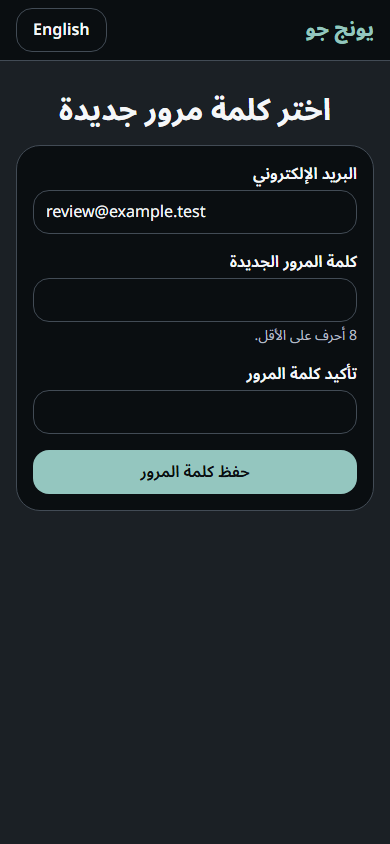 يونج جو
English
اختر كلمة مرور جديدة
البريد الإلكتروني
review@example.test
كلمة المرور الجديدة
8 أحرف على الأقل.
تأكيد كلمة المرور
حفظ كلمة المرور